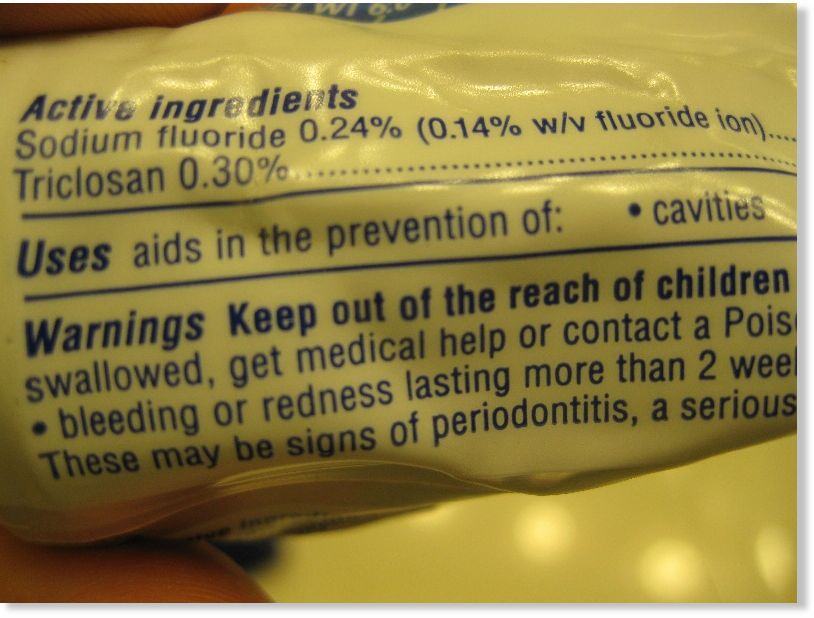 Active ingredients
Sodium fluoride 0.24% (0.14% w/v fluoride ion)....
Triclosan 0.30%
Uses aids in the prevention of: • cavities
Warnings Keep out of the reach of children
swallowed, get medical help or contact a
• bleeding or redness lasting more than 2
These may be signs of periodontitis, a serious